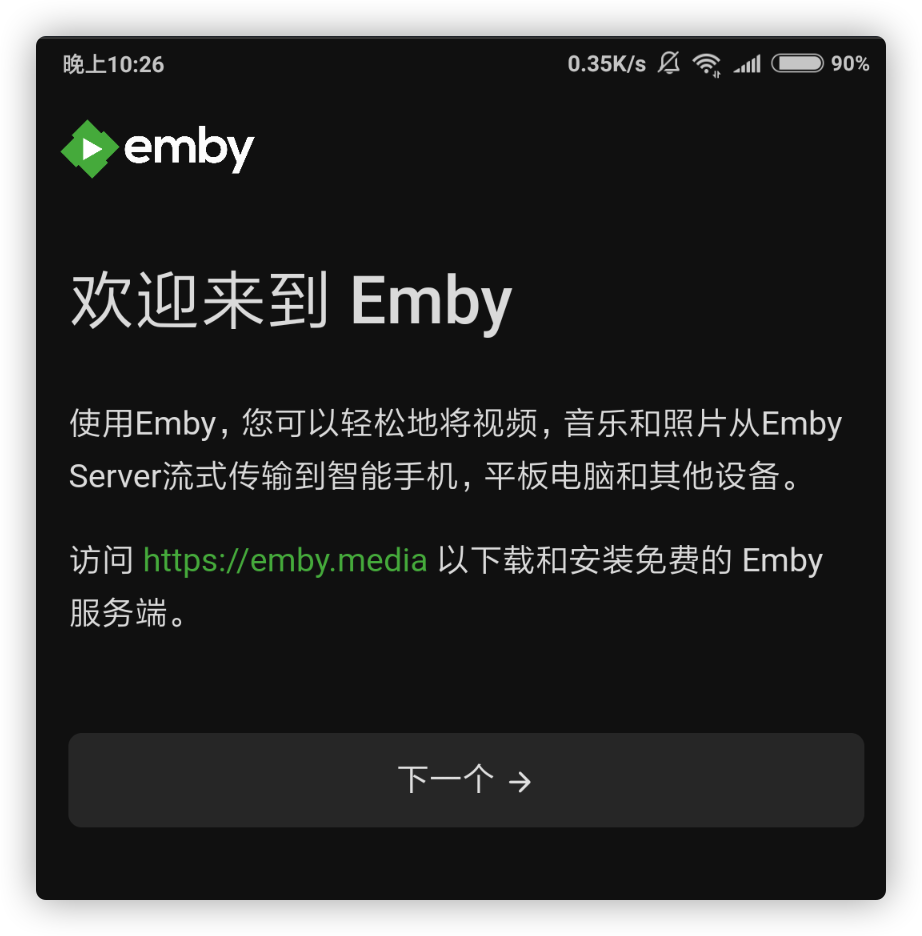 晚上10:26 0.35K/s 90%
emby
欢迎来到 Emby
使用Emby，您可以轻松地将视频，音乐和照片从Emby
Server流式传输到智能手机，平板电脑和其他设备。
访问 https://emby.media 以下载和安装免费的 Emby
服务端。
下一个 →